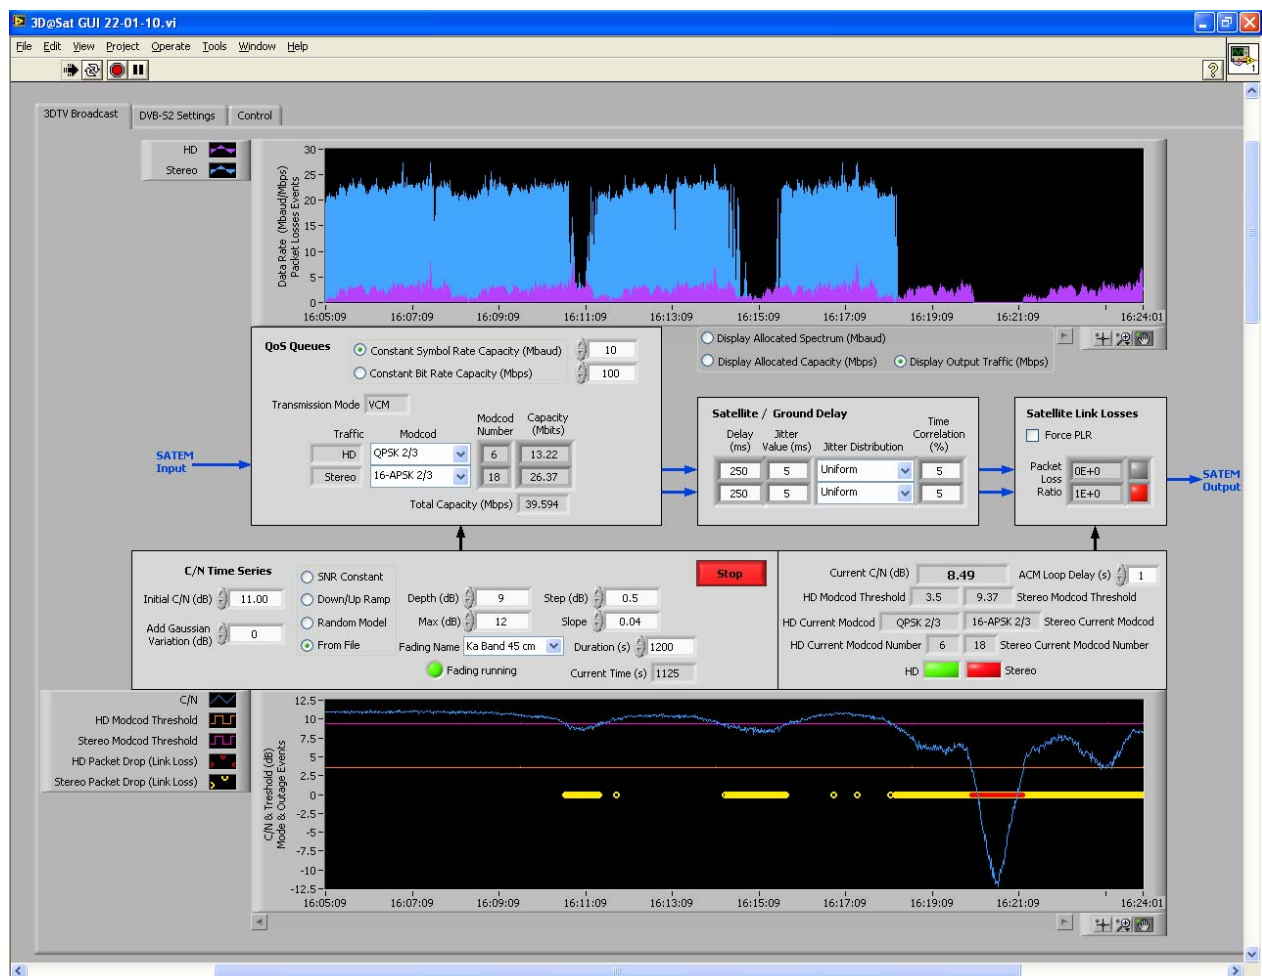 3D@Sat GUI 22-01-10.vi
File Edit View Project Operate Tools Window Help
1
3DTV Broadcast DVB-S2 Settings Control
HD
Stereo
Data Rate (Mbaud/Mbps)
Packet Losses Events
30
25
20
15
10
5
0
16:05:09 16:07:09 16:09:09 16:11:09 16:13:09 16:15:09 16:17:09 16:19:09 16:21:09 16:24:01
QoS Queues
Constant Symbol Rate Capacity (Mbaud) 10
Constant Bit Rate Capacity (Mbps) 100
Transmission Mode VCM
Traffic Modcod Modcod Number Capacity (Mbits)
HD QPSK 2/3 6 13.22
Stereo 16-APSK 2/3 18 26.37
Total Capacity (Mbps) 39.594
SATEM
Input
Display Allocated Spectrum (Mbaud)
Display Allocated Capacity (Mbps) Display Output Traffic (Mbps)
Satellite / Ground Delay
Delay (ms) Jitter Value (ms) Jitter Distribution Time Correlation (%)
250 5 Uniform 5
250 5 Uniform 5
Satellite Link Losses
Force PLR
Packet Loss Ratio
0E+0
1E+0
SATEM
Output
C/N Time Series
Initial C/N (dB) 11.00
Add Gaussian
Variation (dB) 0
SNR Constant
Down/Up Ramp
Random Model
From File
Stop
Depth (dB) 9 Step (dB) 0.5
Max (dB) 12 Slope 0.04
Fading Name Ka Band 45 cm Duration (s) 1200
Fading running Current Time (s) 1125
Current C/N (dB) 8.49 ACM Loop Delay (s) 1
HD Modcod Threshold 3.5 9.37 Stereo Modcod Threshold
HD Current Modcod QPSK 2/3 16-APSK 2/3 Stereo Current Modcod
HD Current Modcod Number 6 18 Stereo Current Modcod Number
HD Stereo
C/N
HD Modcod Threshold
Stereo Modcod Threshold
HD Packet Drop (Link Loss)
Stereo Packet Drop (Link Loss)
C/N & Treshold (dB)
Mode & Outage Events
12.5
10
7.5
5
2.5
0
-2.5
-5
-7.5
-10
-12.5
16:05:09 16:07:09 16:09:09 16:11:09 16:13:09 16:15:09 16:17:09 16:19:09 16:21:09 16:24:01